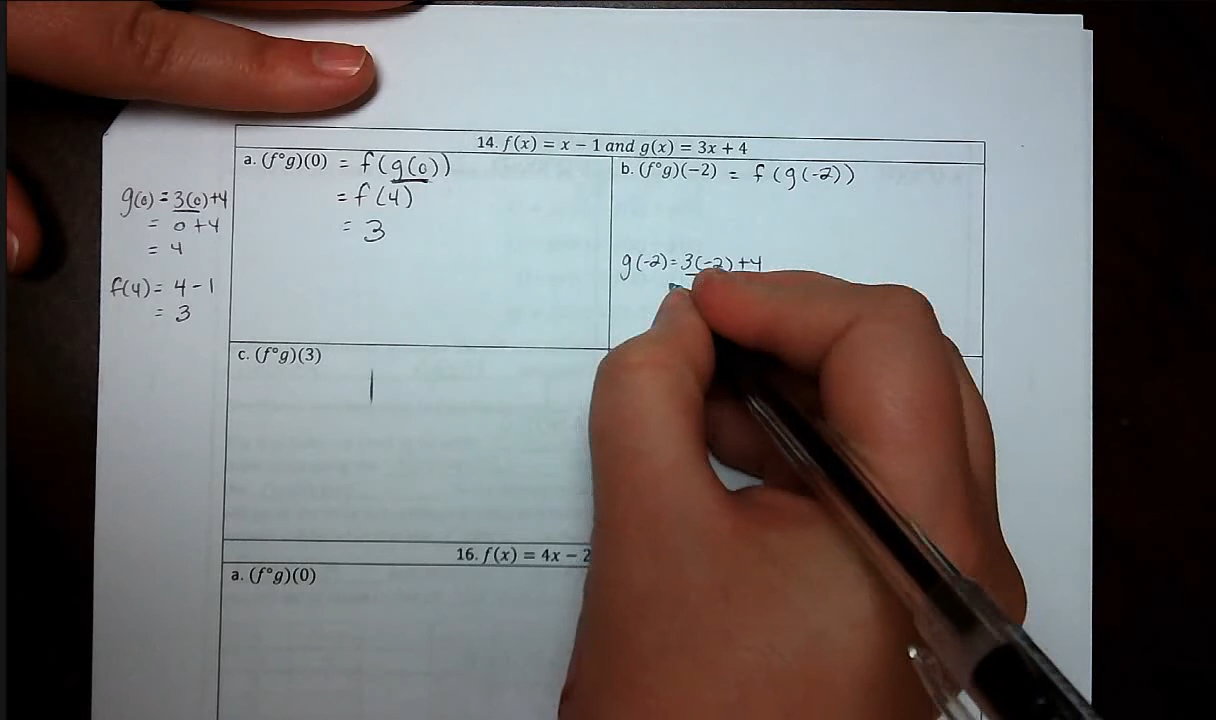 14. f(x) = x − 1 and g(x) = 3x + 4
a. (f°g)(0) = f(g(0))
= f(4)
= 3
g(0) = 3(0)+4
= 0+4
= 4
f(4) = 4-1
= 3
b. (f°g)(−2) = f(g(-2))
g(-2) = 3(-2)+4
c. (f°g)(3)
16. f(x) = 4x − 2
a. (f°g)(0)